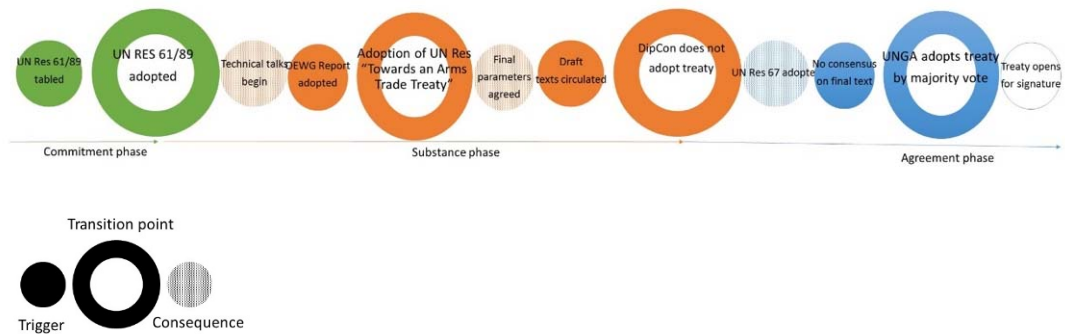 UN Res 61/89
tabled
UN RES 61/89
adopted
Technical talks
begin
OEWG Report
adopted
Adoption of UN Res
"Towards an Arms
Trade Treaty"
Final
parameters
agreed
Draft
texts circulated
DipCon does not
adopt treaty
UN Res 67 adopte
No consensus
on final text
UNGA adopts treaty
by majority vote
Treaty opens
for signature
Commitment phase
Substance phase
Agreement phase
Transition point
Trigger
Consequence